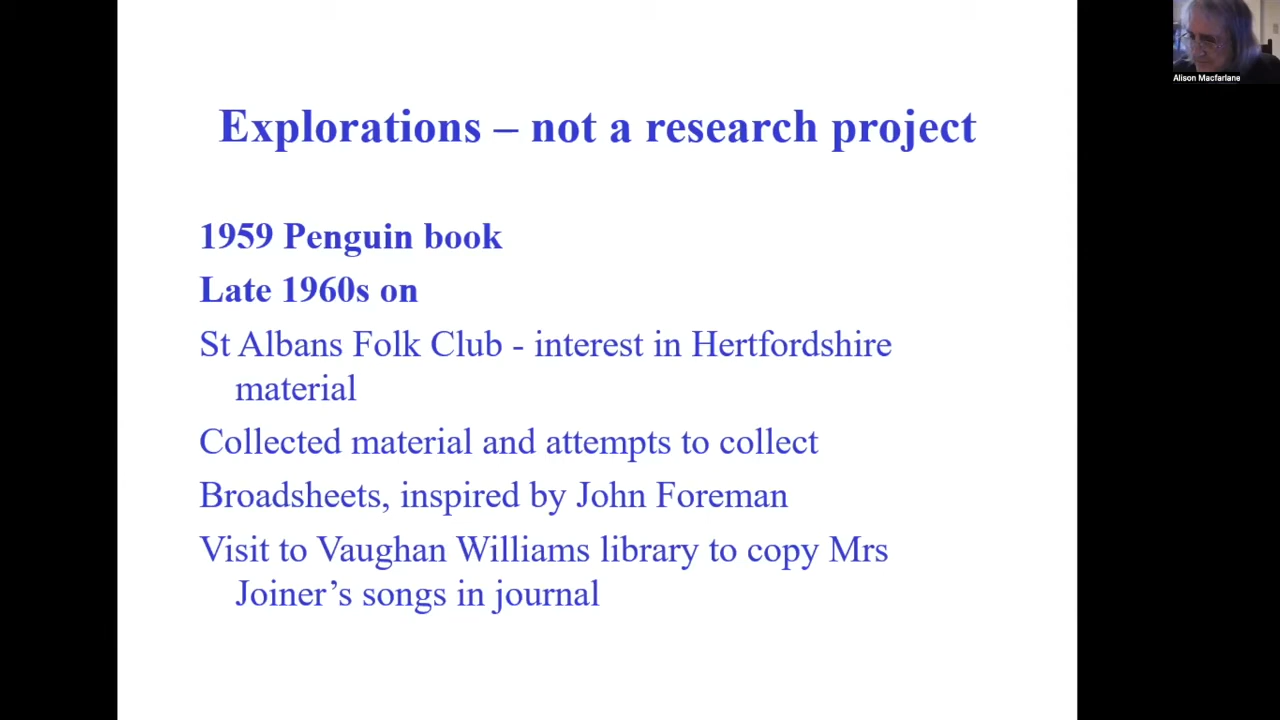 Alison Macfarlane
Explorations – not a research project
1959 Penguin book
Late 1960s on
St Albans Folk Club - interest in Hertfordshire
material
Collected material and attempts to collect
Broadsheets, inspired by John Foreman
Visit to Vaughan Williams library to copy Mrs
Joiner’s songs in journal